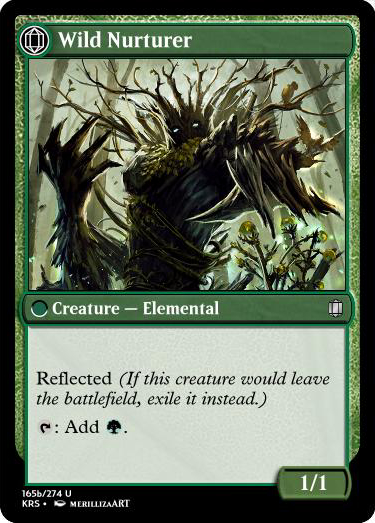 Wild Nurturer
Creature — Elemental
Reflected (If this creature would leave
the battlefield, exile it instead.)
: Add .
1/1
165b/274 U
KRS • MERILLIZAART